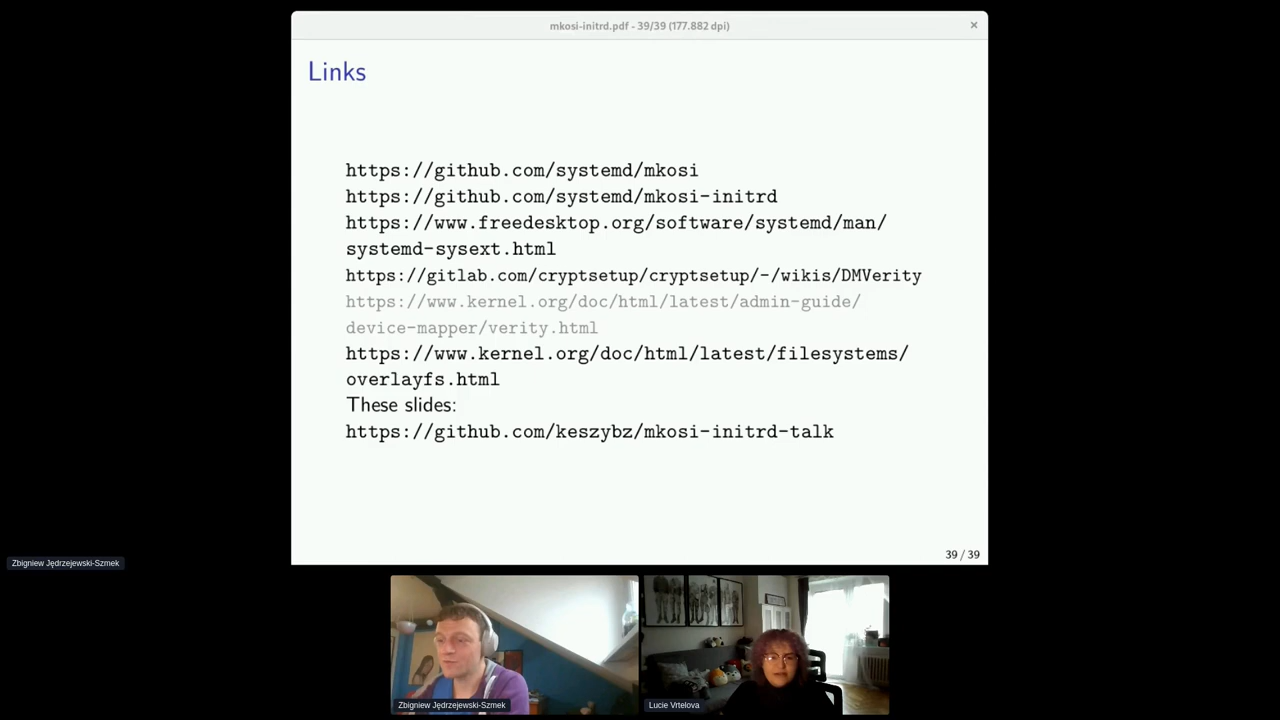 mkosi-initrd.pdf - 39/39 (177.882 dpi)
Links
https://github.com/systemd/mkosi
https://github.com/systemd/mkosi-initrd
https://www.freedesktop.org/software/systemd/man/
systemd-sysext.html
https://gitlab.com/cryptsetup/cryptsetup/-/wikis/DMVerity
https://www.kernel.org/doc/html/latest/admin-guide/
device-mapper/verity.html
https://www.kernel.org/doc/html/latest/filesystems/
overlayfs.html
These slides:
https://github.com/keszybz/mkosi-initrd-talk
39 / 39
Zbigniew Jędrzejewski-Szmek
Zbigniew Jędrzejewski-Szmek
Lucie Vrtelova